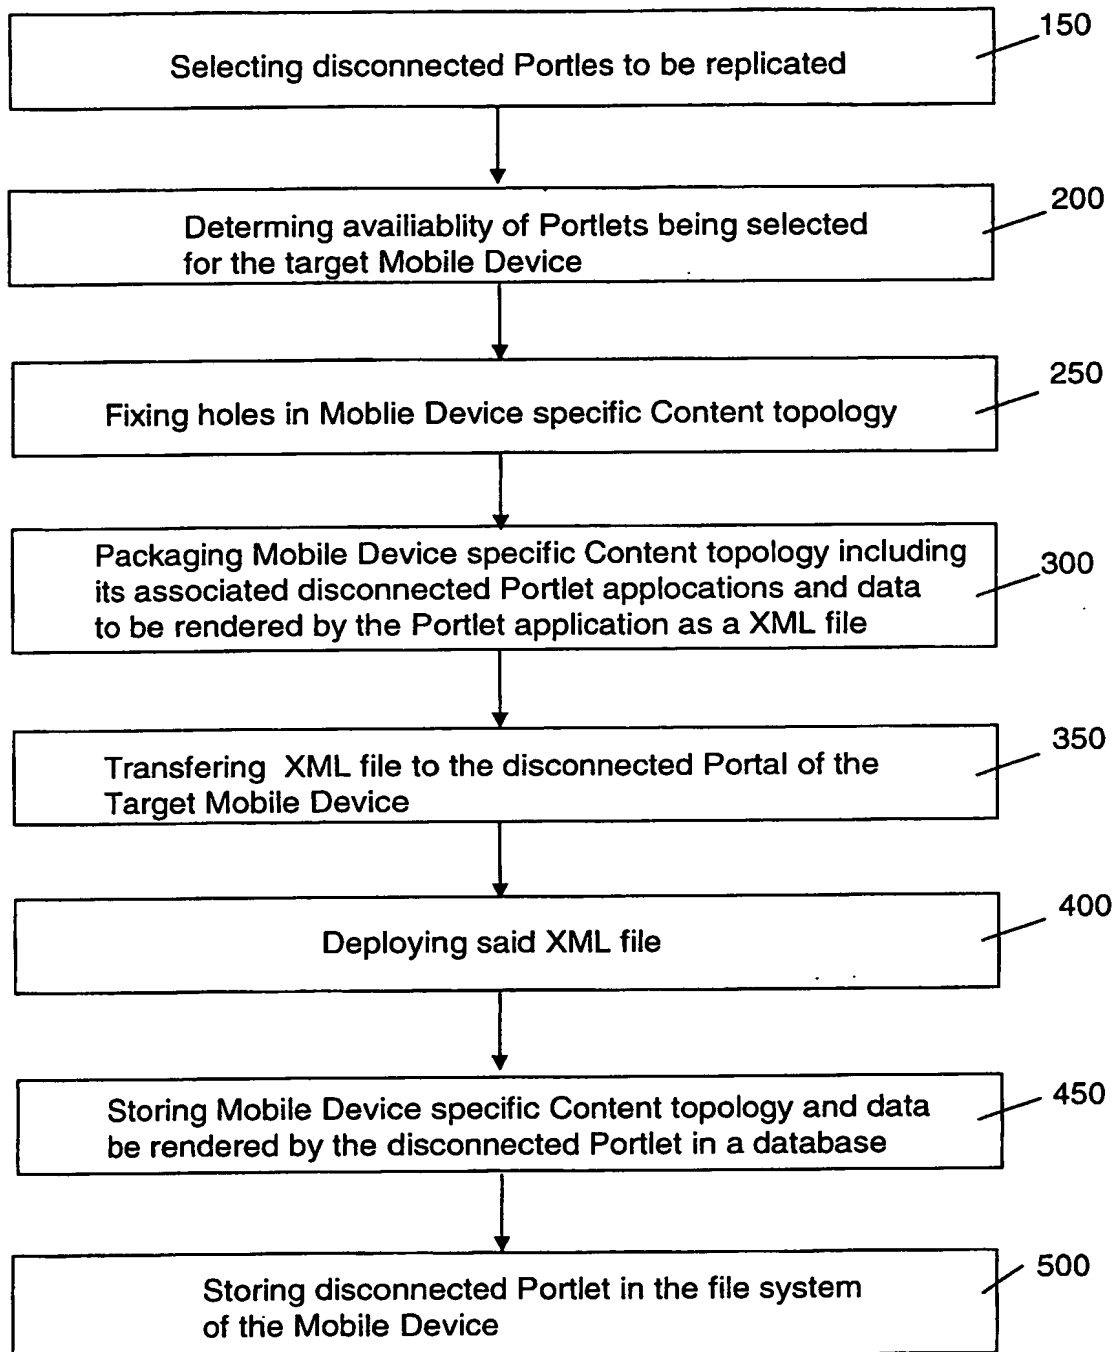 150
Selecting disconnected Portles to be replicated
200
Determing availiablity of Portlets being selected
for the target Mobile Device
250
Fixing holes in Moblie Device specific Content topology
Packaging Mobile Device specific Content topology including
300
its associated disconnected Portlet applocations and data
to be rendered by the Portlet application as a XML file
350
Transfering XML file to the disconnected Portal of the
Target Mobile Device
400
Deploying said XML file
450
Storing Mobile Device specific Content topology and data
be rendered by the disconnected Portlet in a database
500
Storing disconnected Portlet in the file system
of the Mobile Device